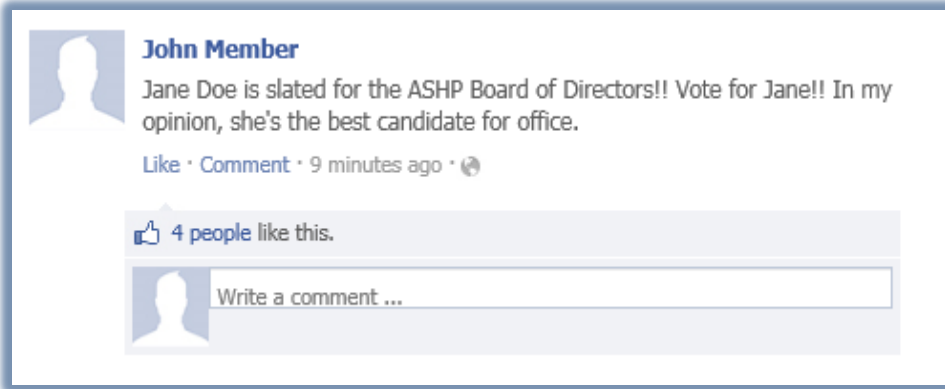 John Member
Jane Doe is slated for the ASHP Board of Directors!! Vote for Jane!! In my
opinion, she's the best candidate for office.
Like · Comment · 9 minutes ago ·
4 people like this.
Write a comment ...